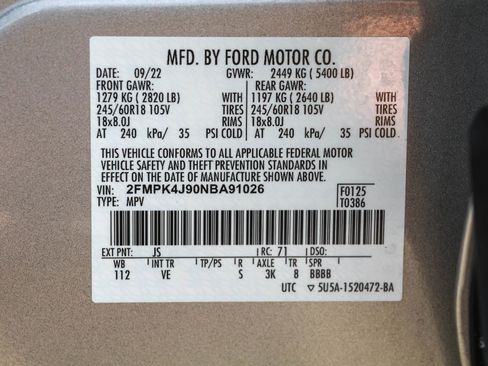 MFD. BY FORD MOTOR CO.
DATE: 09/22 GVWR: 2449 KG ( 5400 LB)
FRONT GAWR: REAR GAWR:
1279 KG ( 2820 LB) WITH 1197 KG ( 2640 LB) WITH
245/60R18 105V TIRES 245/60R18 105V TIRES
18x8.0J RIMS 18x8.0J RIMS
AT 240 kPa/ 35 PSI COLD AT 240 kPa/ 35 PSI COLD
THIS VEHICLE CONFORMS TO ALL APPLICABLE FEDERAL MOTOR
VEHICLE SAFETY AND THEFT PREVENTION STANDARDS IN
EFFECT ON THE DATE OF MANUFACTURE SHOWN ABOVE.
VIN: 2FMPK4J90NBA91026 F0125
TYPE: MPV T0386
EXT PNT: JS RC: 71 DSO:
WB INT TR TP/PS R AXLE TR SPR
112 VE S 3K 8 BBBB
UTC ▽ 5U5A-1520472-BA